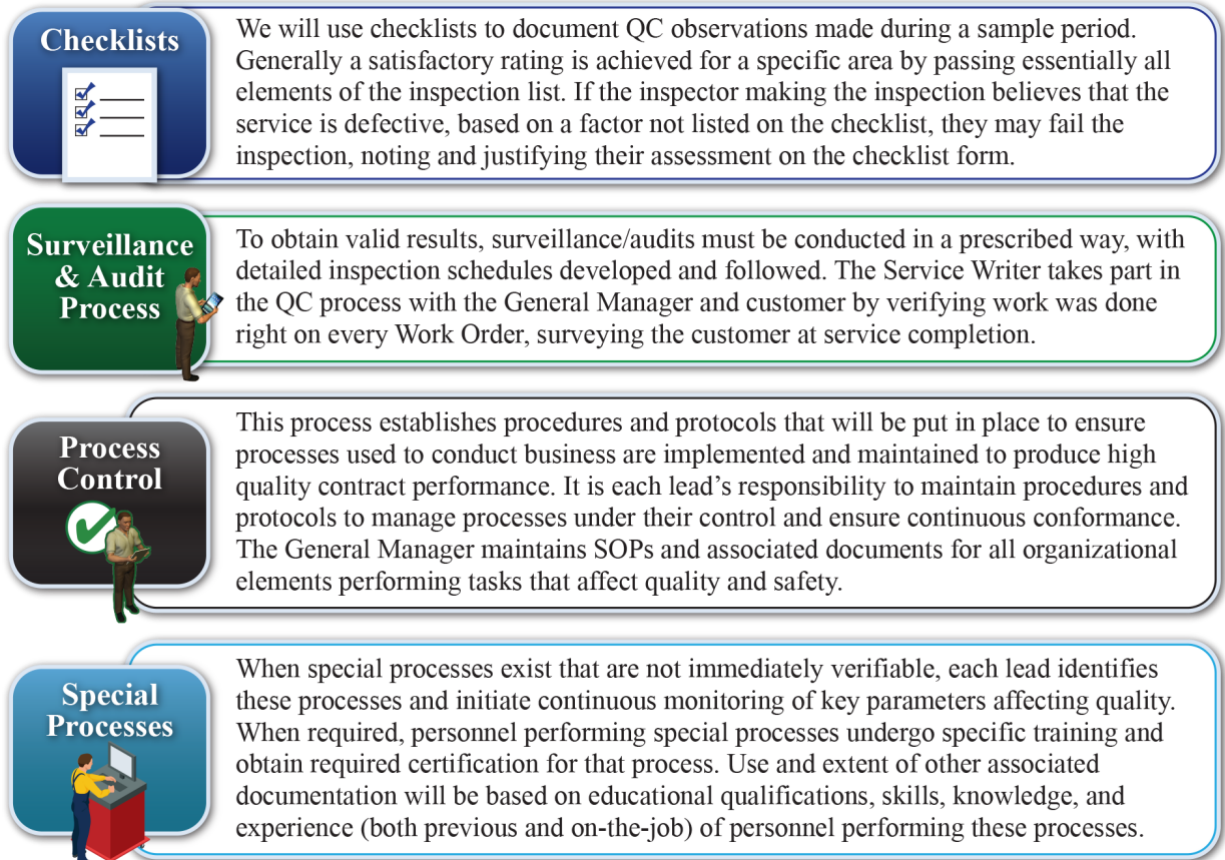 Checklists
We will use checklists to document QC observations made during a sample period.
Generally a satisfactory rating is achieved for a specific area by passing essentially all
elements of the inspection list. If the inspector making the inspection believes that the
service is defective, based on a factor not listed on the checklist, they may fail the
inspection, noting and justifying their assessment on the checklist form.
Surveillance
& Audit
Process
To obtain valid results, surveillance/audits must be conducted in a prescribed way, with
detailed inspection schedules developed and followed. The Service Writer takes part in
the QC process with the General Manager and customer by verifying work was done
right on every Work Order, surveying the customer at service completion.
Process
Control
This process establishes procedures and protocols that will be put in place to ensure
processes used to conduct business are implemented and maintained to produce high
quality contract performance. It is each lead's responsibility to maintain procedures and
protocols to manage processes under their control and ensure continuous conformance.
The General Manager maintains SOPs and associated documents for all organizational
elements performing tasks that affect quality and safety.
Special
Processes
When special processes exist that are not immediately verifiable, each lead identifies
these processes and initiate continuous monitoring of key parameters affecting quality.
When required, personnel performing special processes undergo specific training and
obtain required certification for that process. Use and extent of other associated
documentation will be based on educational qualifications, skills, knowledge, and
experience (both previous and on-the-job) of personnel performing these processes.